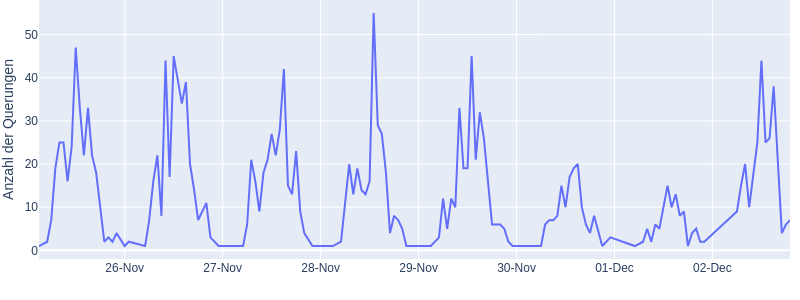 Anzahl der Querungen
50
40
30
20
10
0
26-Nov
27-Nov
28-Nov
29-Nov
30-Nov
01-Dec
02-Dec